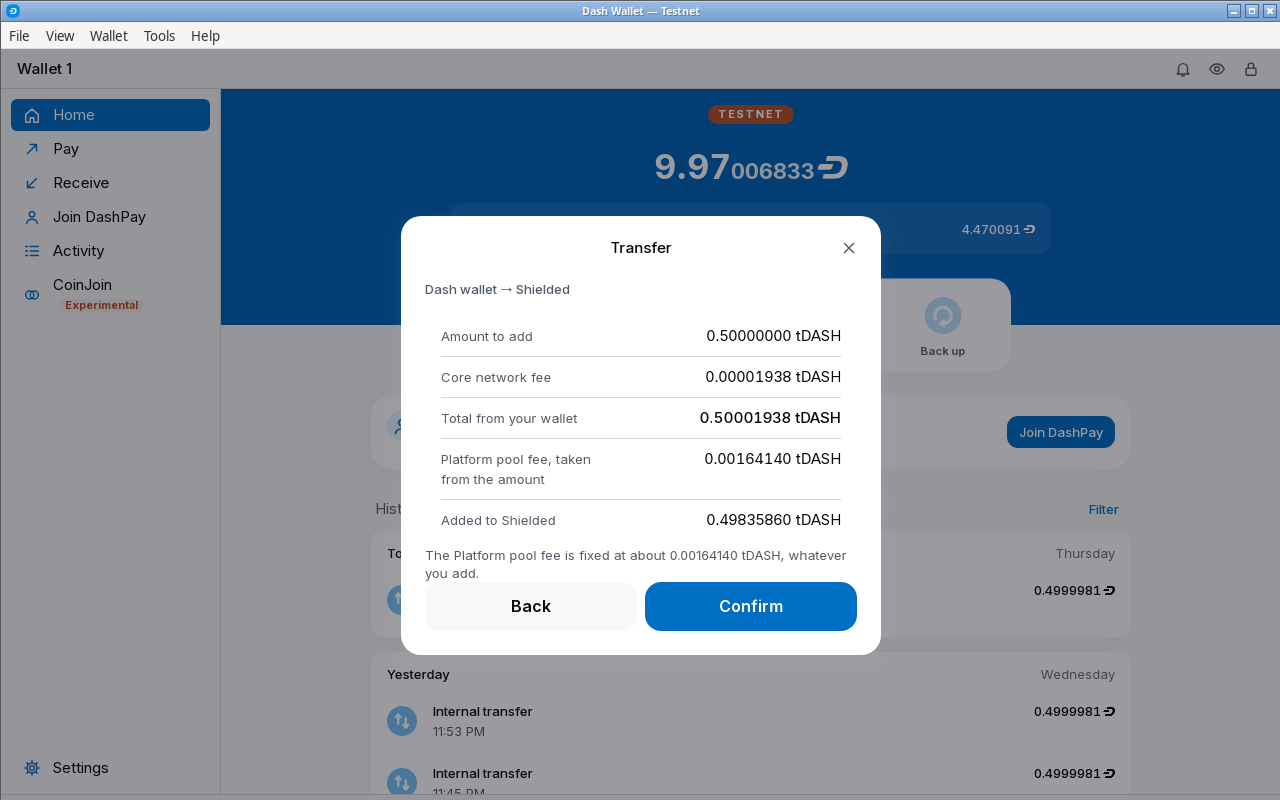 Dash Wallet — Testnet
File View Wallet Tools Help
Wallet 1
Home
Pay
Receive
Join DashPay
Activity
CoinJoin
Experimental
Settings
TESTNET
9.97006833
4.470091
Back up
Join DashPay
Filter
Thursday
0.4999981
Yesterday
Wednesday
Internal transfer
0.4999981
11:53 PM
Internal transfer
0.4999981
11:45 PM
Transfer
Dash wallet → Shielded
Amount to add 0.50000000 tDASH
Core network fee 0.00001938 tDASH
Total from your wallet 0.50001938 tDASH
Platform pool fee, taken 0.00164140 tDASH
from the amount
Added to Shielded 0.49835860 tDASH
The Platform pool fee is fixed at about 0.00164140 tDASH, whatever
you add.
Back Confirm